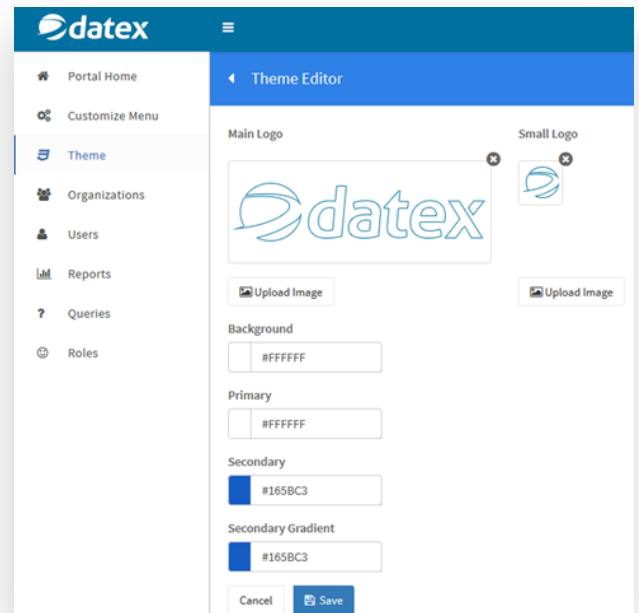 datex
Portal Home
Customize Menu
Theme
Organizations
Users
Reports
Queries
Roles
Theme Editor
Main Logo
datex
Upload Image
Small Logo
Upload Image
Background
#FFFFFF
Primary
#FFFFFF
Secondary
#165BC3
Secondary Gradient
#165BC3
Cancel
Save